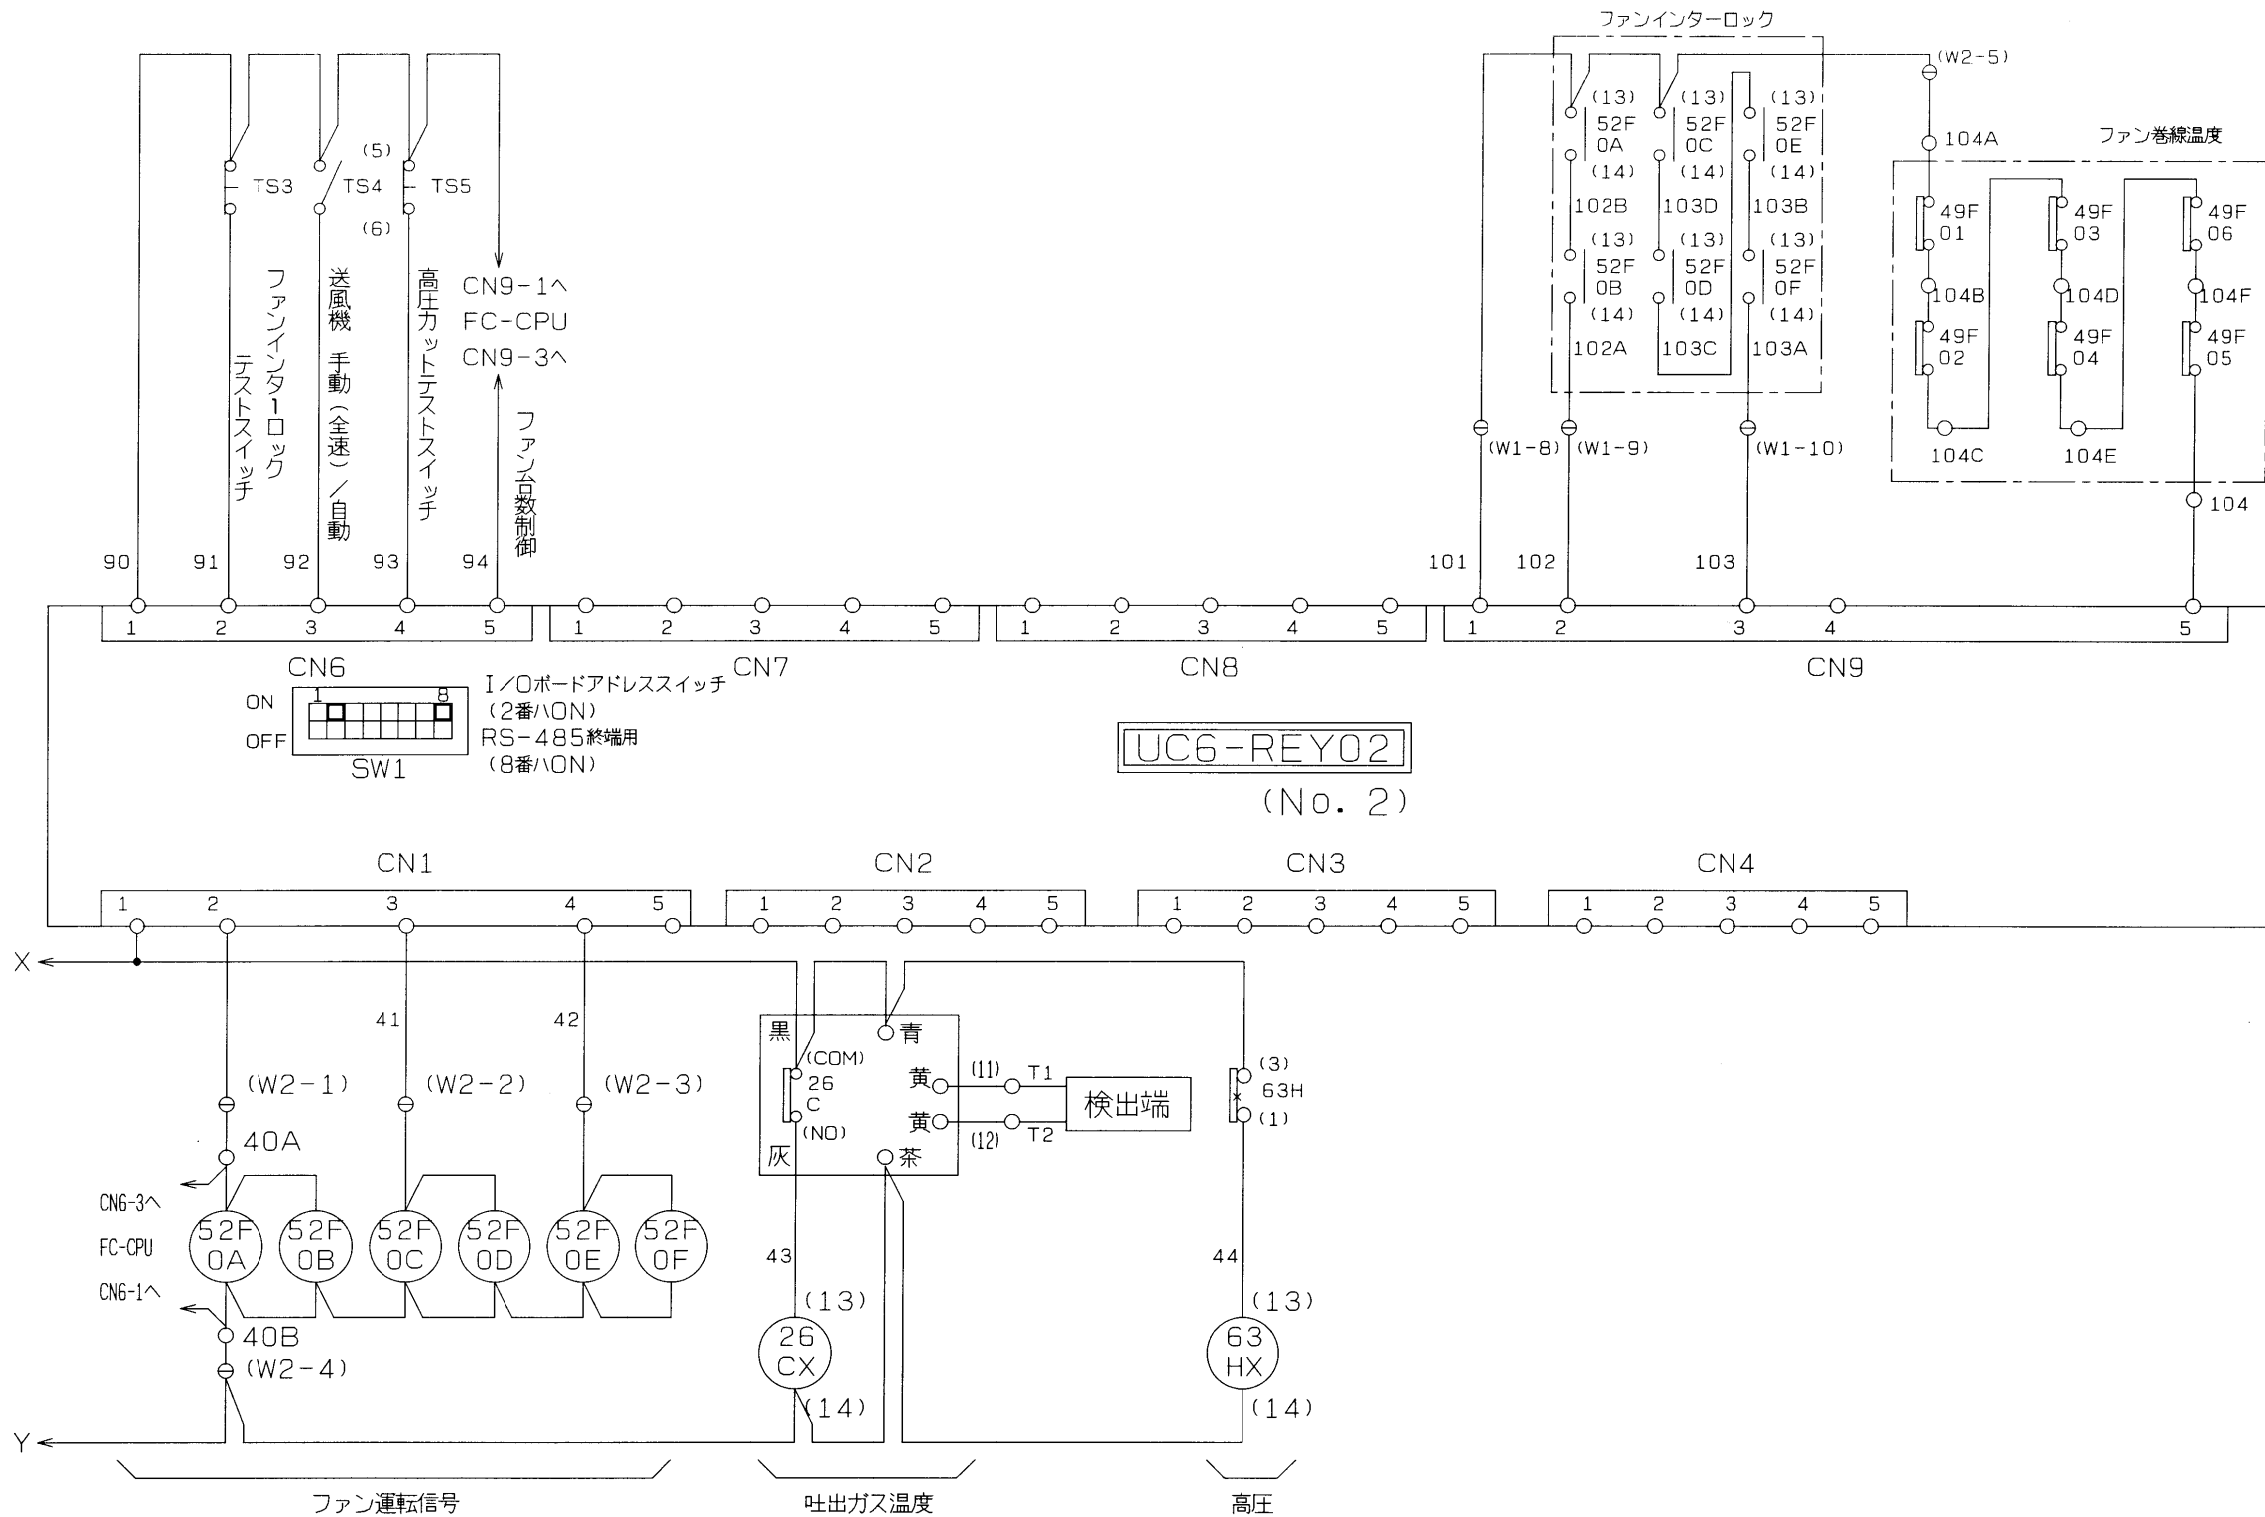 ファンインターロック
(W2-5)
(13) (13) (13)
52F 52F 52F
0A 0C 0E
(14) (14) (14)
102B 103D 103B
(13) (13) (13)
52F 52F 52F
0B 0D 0F
(14) (14) (14)
102A 103C 103A
(W1-8) (W1-9) (W1-10)
104A
ファン巻線温度
49F 49F 49F
01 03 06
104B 104D 104F
49F 49F 49F
02 04 05
104C 104E
104
(5)
TS3 TS4 TS5
(6)
ファンインターロック
テストスイッチ
送風機 手動(全速)/自動
高圧カットテストスイッチ
CN9-1へ
FC-CPU
CN9-3へ
ファン台数制御
90 91 92 93 94 101 102 103
1 2 3 4 5 1 2 3 4 5 1 2 3 4 5 1 2 3 4 5
CN6 CN7 CN8 CN9
1 8
ON
OFF
SW1
I/Oボードアドレススイッチ
(2番ハON)
RS-485終端用
(8番ハON)
UC6-REY02
(No. 2)
CN1 CN2 CN3 CN4
1 2 3 4 5 1 2 3 4 5 1 2 3 4 5 1 2 3 4 5
X
41 42
(W2-1) (W2-2) (W2-3)
40A
CN6-3へ
FC-CPU
CN6-1へ
52F 52F 52F 52F 52F 52F
0A 0B 0C 0D 0E 0F
40B
(W2-4)
黒 青
(COM)
26
C
(NO)
灰 茶
黄 (11) T1
黄 (12) T2
検出端
(3)
63H
(1)
43 44
(13) (13)
26 63
CX HX
(14) (14)
Y
ファン運転信号 吐出ガス温度 高圧